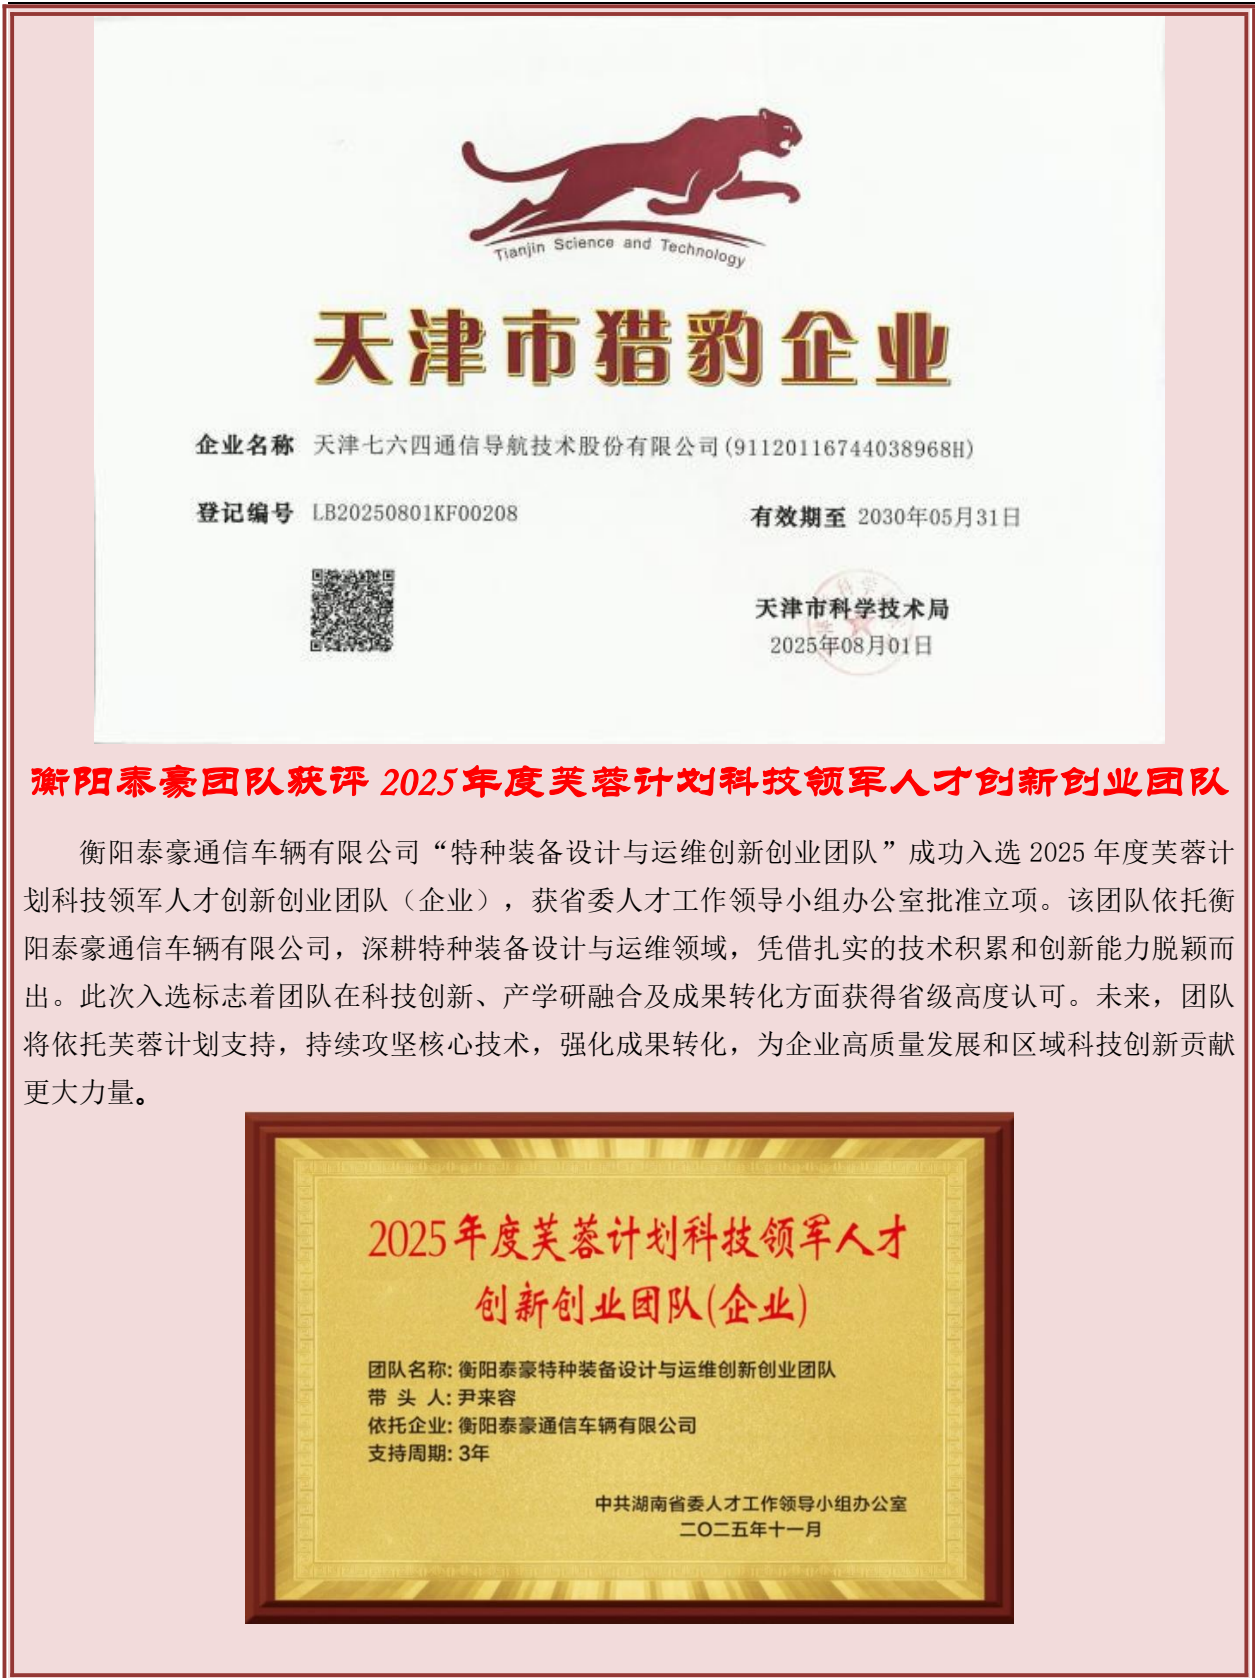 Tianjin Science and Technology
天津市猎豹企业
企业名称 天津七六四通信导航技术股份有限公司(91120116744038968H)
登记编号 LB20250801KF00208
有效期至 2030年05月31日
天津市科学技术局
2025年08月01日
衡阳泰豪团队获评 2025年度芙蓉计划科技领军人才创新创业团队
衡阳泰豪通信车辆有限公司“特种装备设计与运维创新创业团队”成功入选 2025 年度芙蓉计
划科技领军人才创新创业团队（企业），获省委人才工作领导小组办公室批准立项。该团队依托衡
阳泰豪通信车辆有限公司，深耕特种装备设计与运维领域，凭借扎实的技术积累和创新能力脱颖而
出。此次入选标志着团队在科技创新、产学研融合及成果转化方面获得省级高度认可。未来，团队
将依托芙蓉计划支持，持续攻坚核心技术，强化成果转化，为企业高质量发展和区域科技创新贡献
更大力量。
2025年度芙蓉计划科技领军人才
创新创业团队(企业)
团队名称: 衡阳泰豪特种装备设计与运维创新创业团队
带 头 人: 尹来容
依托企业: 衡阳泰豪通信车辆有限公司
支持周期: 3年
中共湖南省委人才工作领导小组办公室
二〇二五年十一月